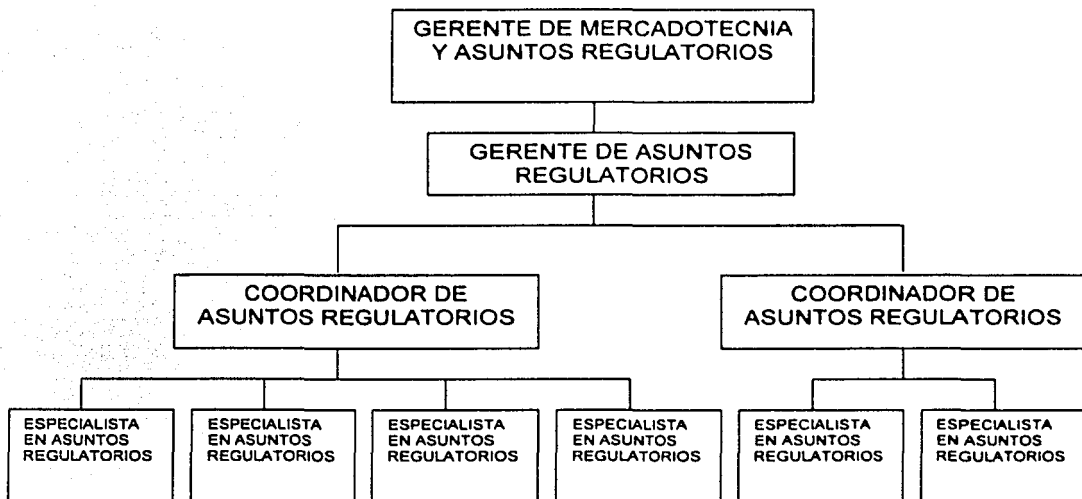 GERENTE DE MERCADOTECNIA
Y ASUNTOS REGULATORIOS
GERENTE DE ASUNTOS
REGULATORIOS
COORDINADOR DE
ASUNTOS REGULATORIOS
COORDINADOR DE
ASUNTOS REGULATORIOS
ESPECIALISTA
EN ASUNTOS
REGULATORIOS
ESPECIALISTA
EN ASUNTOS
REGULATORIOS
ESPECIALISTA
EN ASUNTOS
REGULATORIOS
ESPECIALISTA
EN ASUNTOS
REGULATORIOS
ESPECIALISTA
EN ASUNTOS
REGULATORIOS
ESPECIALISTA
EN ASUNTOS
REGULATORIOS